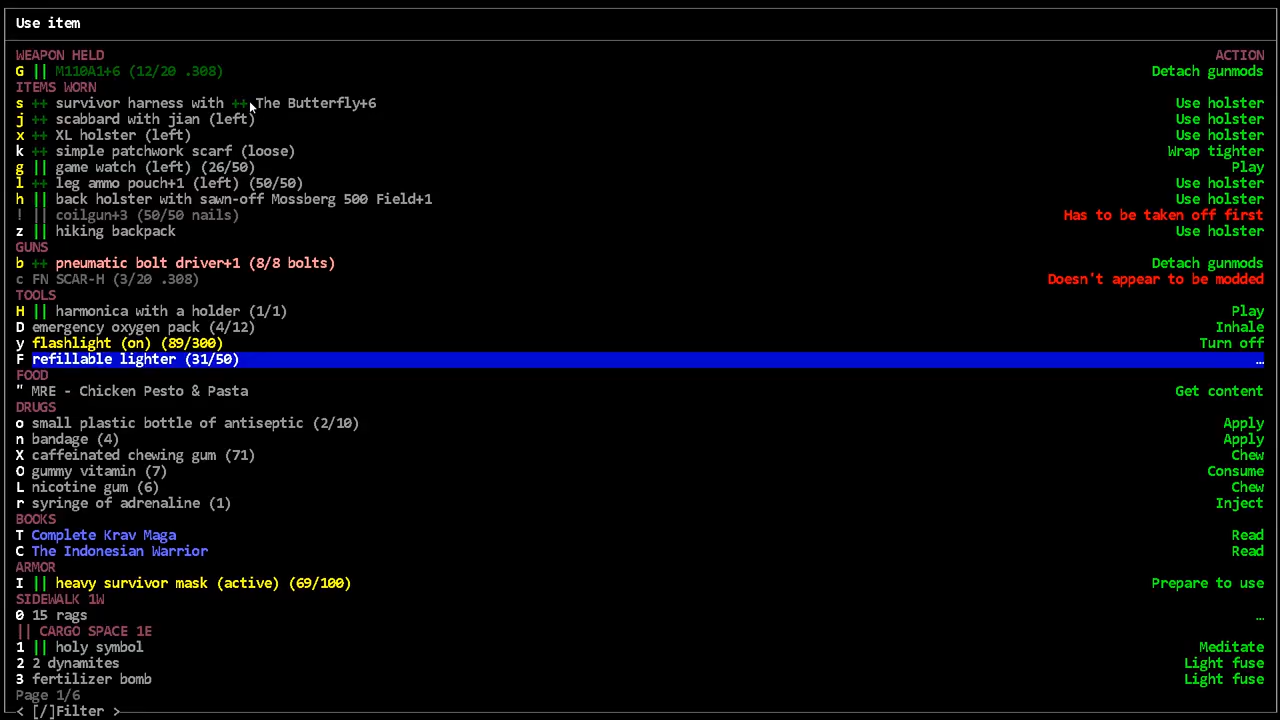 Use item
WEAPON HELD ACTION
G || M110A1+6 (12/20 .308) Detach gunmods
ITEMS WORN
s ++ survivor harness with ++ The Butterfly+6 Use holster
j ++ scabbard with jian (left) Use holster
x ++ XL holster (left) Use holster
k ++ simple patchwork scarf (loose) Wrap tighter
g || game watch (left) (26/50) Play
l ++ leg ammo pouch+1 (left) (50/50) Use holster
h || back holster with sawn-off Mossberg 500 Field+1 Use holster
! || coilgun+3 (50/50 nails) Has to be taken off first
z || hiking backpack Use holster
GUNS
b ++ pneumatic bolt driver+1 (8/8 bolts) Detach gunmods
c FN SCAR-H (3/20 .308) Doesn't appear to be modded
TOOLS
H || harmonica with a holder (1/1) Play
D emergency oxygen pack (4/12) Inhale
y flashlight (on) (89/300) Turn off
F refillable lighter (31/50) …
FOOD
" MRE - Chicken Pesto & Pasta Get content
DRUGS
o small plastic bottle of antiseptic (2/10) Apply
n bandage (4) Apply
X caffeinated chewing gum (71) Chew
O gummy vitamin (7) Consume
L nicotine gum (6) Chew
r syringe of adrenaline (1) Inject
BOOKS
T Complete Krav Maga Read
C The Indonesian Warrior Read
ARMOR
I || heavy survivor mask (active) (69/100) Prepare to use
SIDEWALK 1W
0 15 rags …
|| CARGO SPACE 1E
1 || holy symbol Meditate
2 2 dynamites Light fuse
3 fertilizer bomb Light fuse
Page 1/6
< [/]Filter >